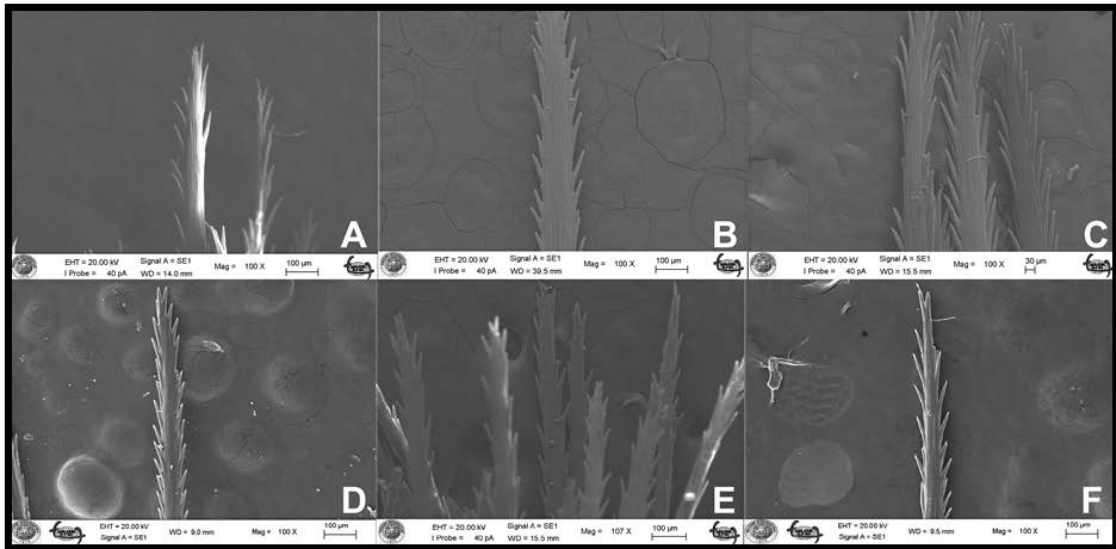 A
B
C
EHT = 20.00 kV Signal A = SE1
I Probe = 40 pA WD = 14.0 mm Mag = 100 X 100 µm
EHT = 20.00 kV Signal A = SE1
I Probe = 40 pA WD = 39.5 mm Mag = 100 X 100 µm
EHT = 20.00 kV Signal A = SE1
I Probe = 40 pA WD = 15.5 mm Mag = 100 X 30 µm
D
E
F
EHT = 20.00 kV WD = 9.0 mm Mag = 100 X 100 µm
Signal A = SE1
EHT = 20.00 kV Signal A = SE1
I Probe = 40 pA WD = 15.5 mm Mag = 107 X 100 µm
EHT = 20.00 kV WD = 9.5 mm Mag = 100 X 100 µm
Signal A = SE1